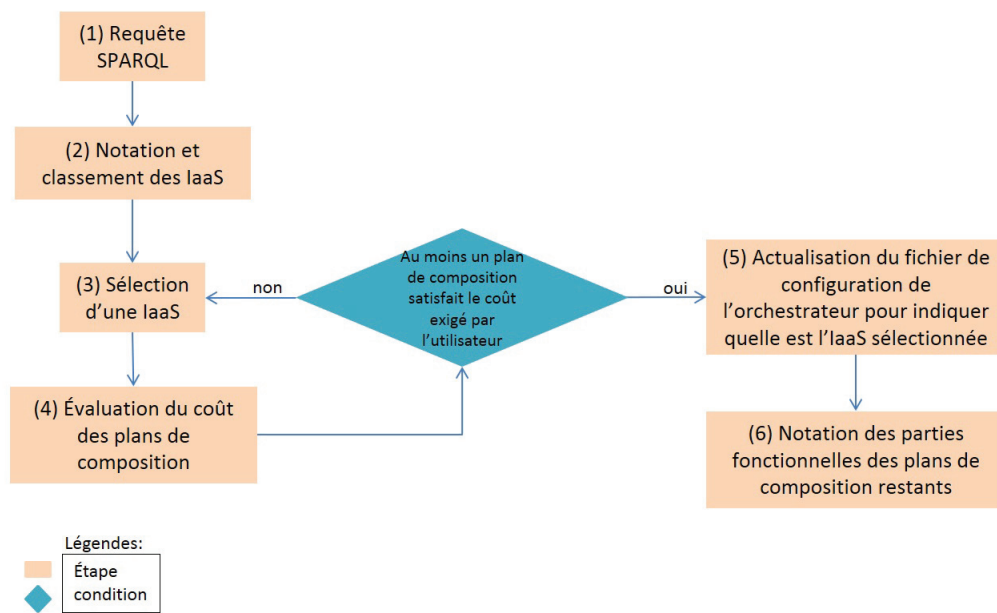 (1) Requête
SPARQL
(2) Notation et
classement des IaaS
(3) Sélection
d'une IaaS
(4) Évaluation du coût
des plans de
composition
Au moins un plan
de composition
satisfait le coût
exigé par
l'utilisateur
non
oui
(5) Actualisation du fichier de
configuration de
l'orchestrateur pour indiquer
quelle est l'IaaS sélectionnée
(6) Notation des parties
fonctionnelles des plans de
composition restants
Légendes:
Étape
condition